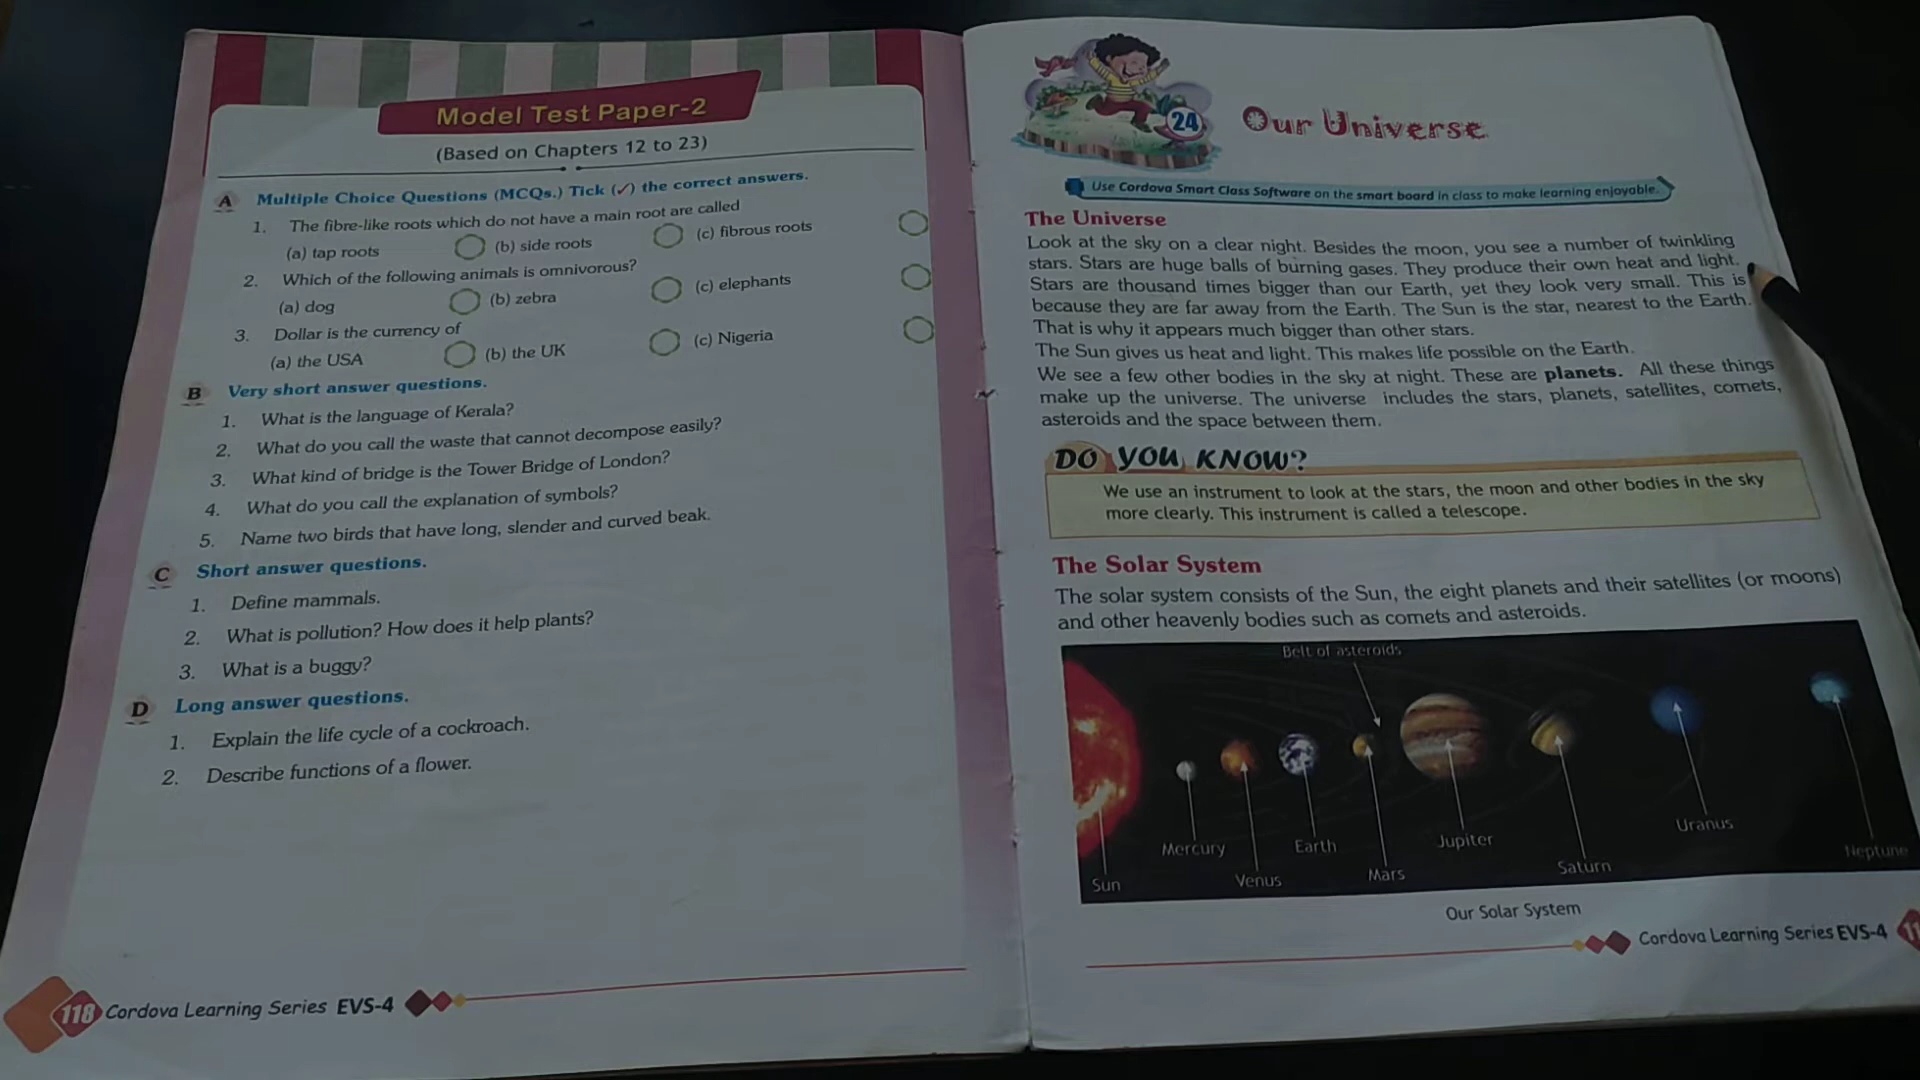 Model Test Paper-2
(Based on Chapters 12 to 23)
A Multiple Choice Questions (MCQs.) Tick (✓) the correct answers.
1. The fibre-like roots which do not have a main root are called
(a) tap roots (b) side roots (c) fibrous roots
2. Which of the following animals is omnivorous?
(a) dog (b) zebra (c) elephants
3. Dollar is the currency of
(a) the USA (b) the UK (c) Nigeria
B Very short answer questions.
1. What is the language of Kerala?
2. What do you call the waste that cannot decompose easily?
3. What kind of bridge is the Tower Bridge of London?
4. What do you call the explanation of symbols?
5. Name two birds that have long, slender and curved beak.
C Short answer questions.
1. Define mammals.
2. What is pollution? How does it help plants?
3. What is a buggy?
D Long answer questions.
1. Explain the life cycle of a cockroach.
2. Describe functions of a flower.
118 Cordova Learning Series EVS-4
24 Our Universe
Use Cordova Smart Class Software on the smart board in class to make learning enjoyable.
The Universe
Look at the sky on a clear night. Besides the moon, you see a number of twinkling
stars. Stars are huge balls of burning gases. They produce their own heat and light.
Stars are thousand times bigger than our Earth, yet they look very small. This is
because they are far away from the Earth. The Sun is the star, nearest to the Earth.
That is why it appears much bigger than other stars.
The Sun gives us heat and light. This makes life possible on the Earth.
We see a few other bodies in the sky at night. These are planets. All these things
make up the universe. The universe includes the stars, planets, satellites, comets,
asteroids and the space between them.
DO YOU KNOW?
We use an instrument to look at the stars, the moon and other bodies in the sky
more clearly. This instrument is called a telescope.
The Solar System
The solar system consists of the Sun, the eight planets and their satellites (or moons)
and other heavenly bodies such as comets and asteroids.
Belt of asteroids
Sun
Mercury
Venus
Earth
Mars
Jupiter
Saturn
Uranus
Neptune
Our Solar System
Cordova Learning Series EVS-4